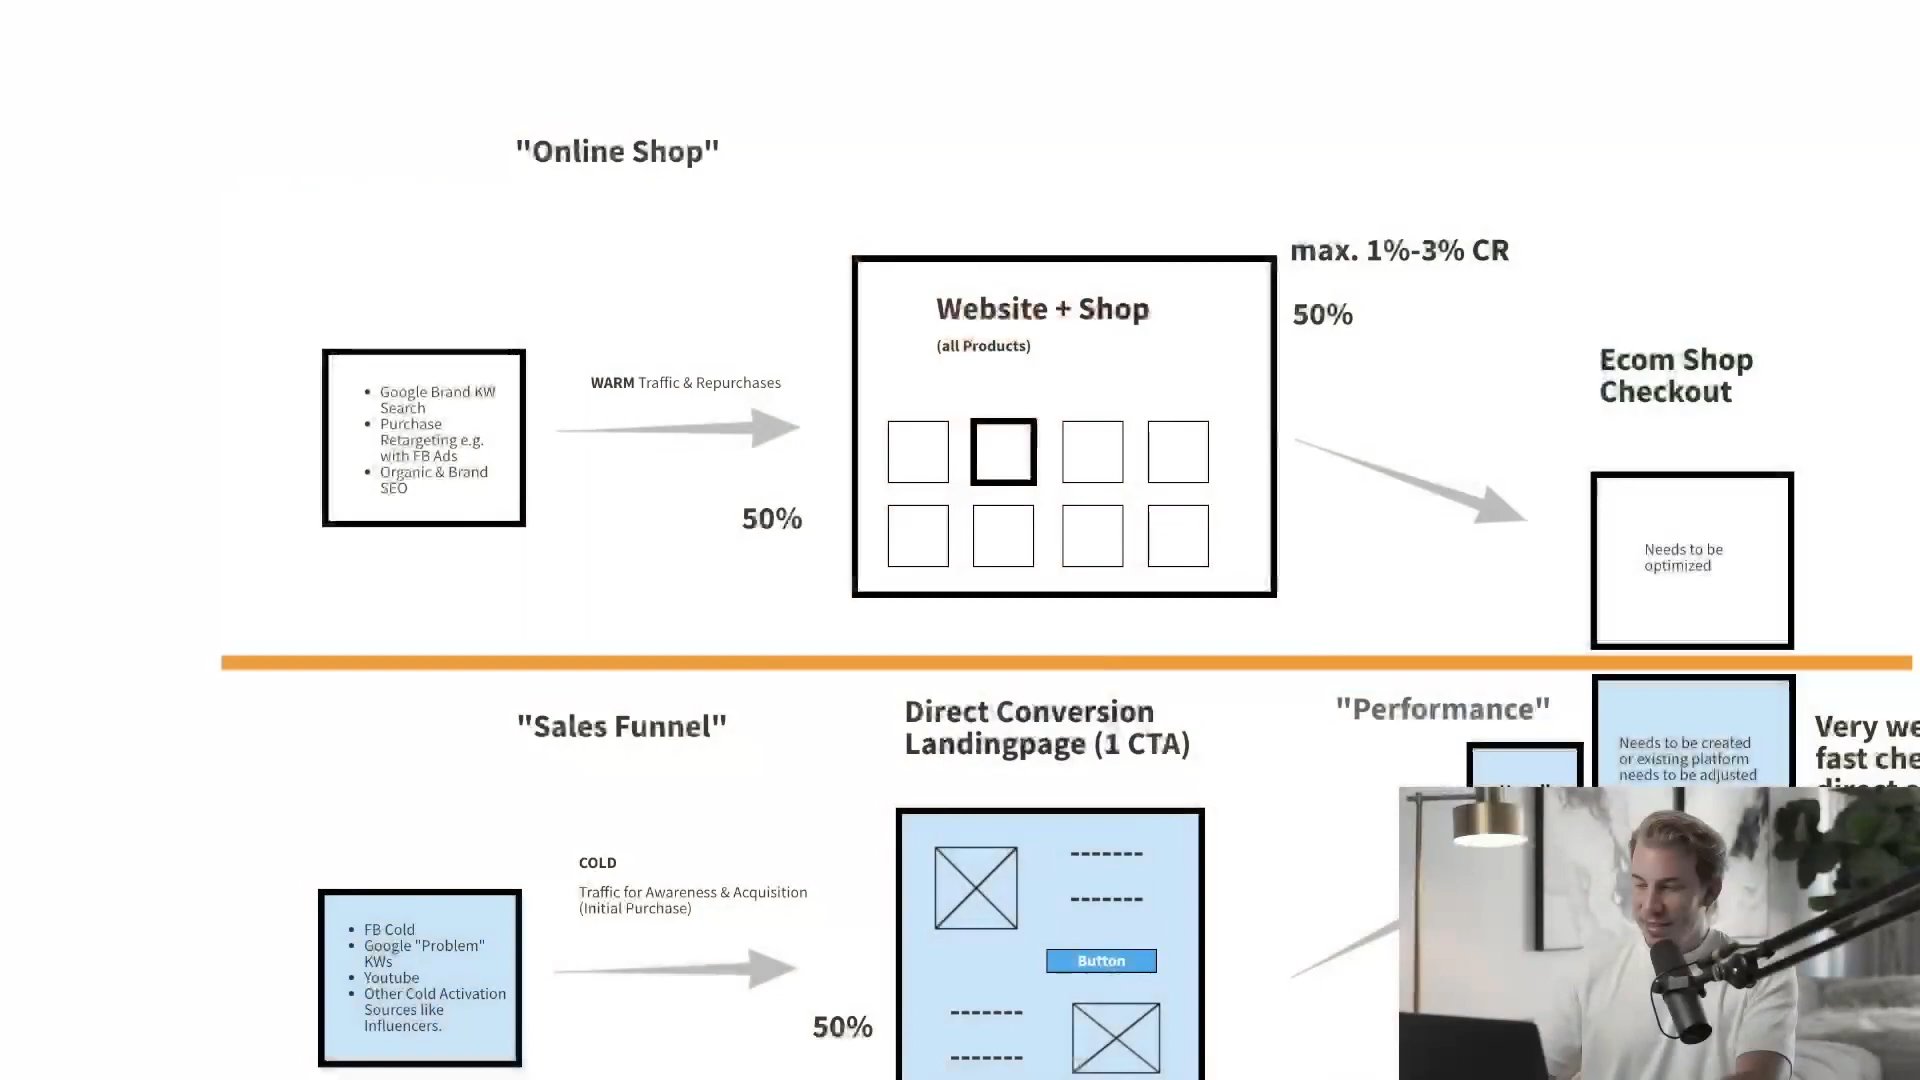 "Online Shop"
max. 1%-3% CR
Website + Shop
50%
(all Products)
Ecom Shop
Checkout
WARM Traffic & Repurchases
• Google Brand KW
Search
• Purchase
Retargeting e.g.
with FB Ads
• Organic & Brand
SEO
50%
Needs to be
optimized
"Sales Funnel"
Direct Conversion
Landingpage (1 CTA)
"Performance"
Needs to be created
or existing platform
needs to be adjusted
Very
fast
COLD
Traffic for Awareness & Acquisition
(Initial Purchase)
• FB Cold
• Google "Problem"
KWs
• Youtube
• Other Cold Activation
Sources like
Influencers.
Button
50%